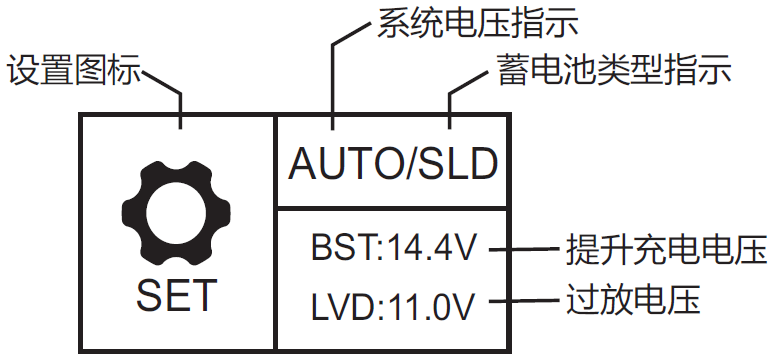 系统电压指示
设置图标
蓄电池类型指示
AUTO/SLD
BST:14.4V
提升充电电压
SET
LVD:11.0V
过放电压